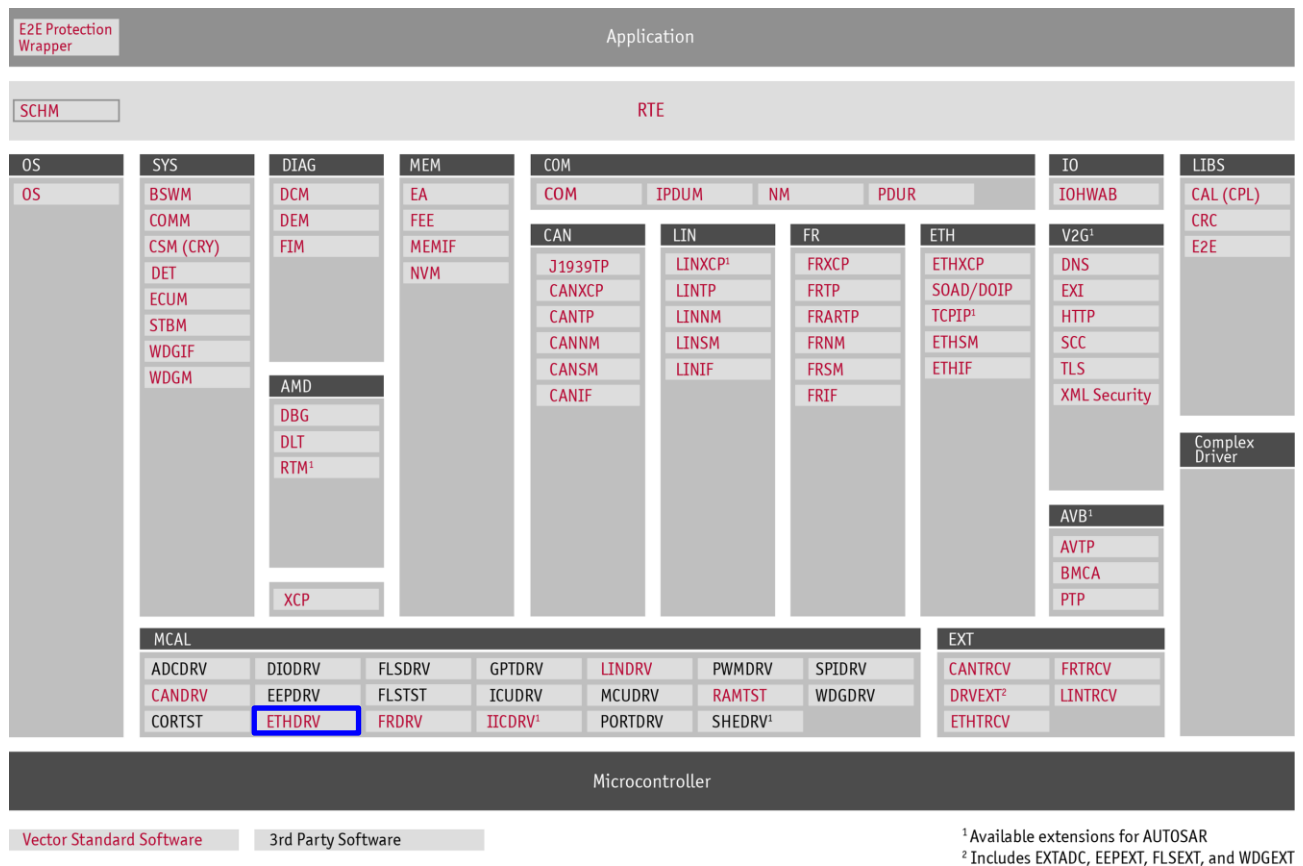 E2E Protection
Wrapper
Application
SCHM
RTE
OS
OS
SYS
BSWM
COMM
CSM (CRY)
DET
ECUM
STBM
WDGIF
WDGM
DIAG
DCM
DEM
FIM
AMD
DBG
DLT
RTM¹
XCP
MEM
EA
FEE
MEMIF
NVM
COM
COM IPDUM NM PDUR
CAN
J1939TP
CANXCP
CANTP
CANNM
CANSM
CANIF
LIN
LINXCP¹
LINTP
LINNM
LINSM
LINIF
FR
FRXCP
FRTP
FRARTP
FRNM
FRSM
FRIF
ETH
ETHXCP
SOAD/DOIP
TCPIP¹
ETHSM
ETHIF
IO
IOHWAB
V2G¹
DNS
EXI
HTTP
SCC
TLS
XML Security
AVB¹
AVTP
BMCA
PTP
LIBS
CAL (CPL)
CRC
E2E
Complex
Driver
MCAL
ADCDRV DIODRV FLSDRV GPTDRV LINDRV PWMDRV SPIDRV
CANDRV EEPDRV FLSTST ICUDRV MCUDRV RAMTST WDGDRV
CORTST ETHDRV FRDRV IICDRV¹ PORTDRV SHEDRV¹
EXT
CANTRCV FRTRCV
DRVEXT² LINTRCV
ETHTRCV
Microcontroller
Vector Standard Software 3rd Party Software
¹ Available extensions for AUTOSAR
² Includes EXTADC, EEPEXT, FLSEXT, and WDGEXT